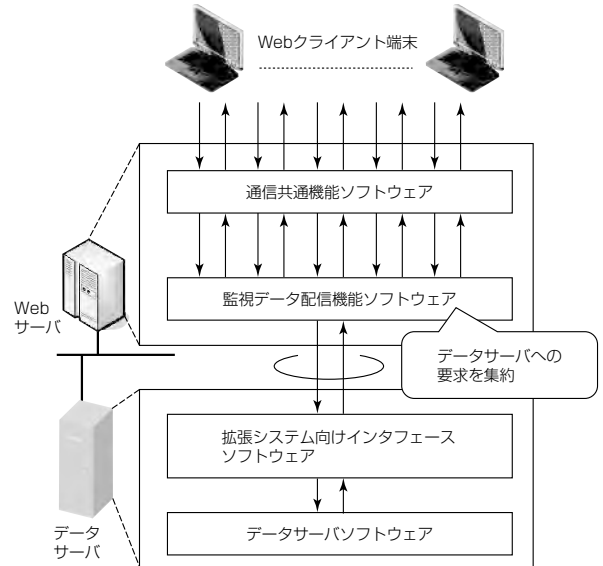 Webクライアント端末
通信共通機能ソフトウェア
監視データ配信機能ソフトウェア
Web
サーバ
データサーバへの
要求を集約
拡張システム向けインタフェース
ソフトウェア
データサーバソフトウェア
データ
サーバ